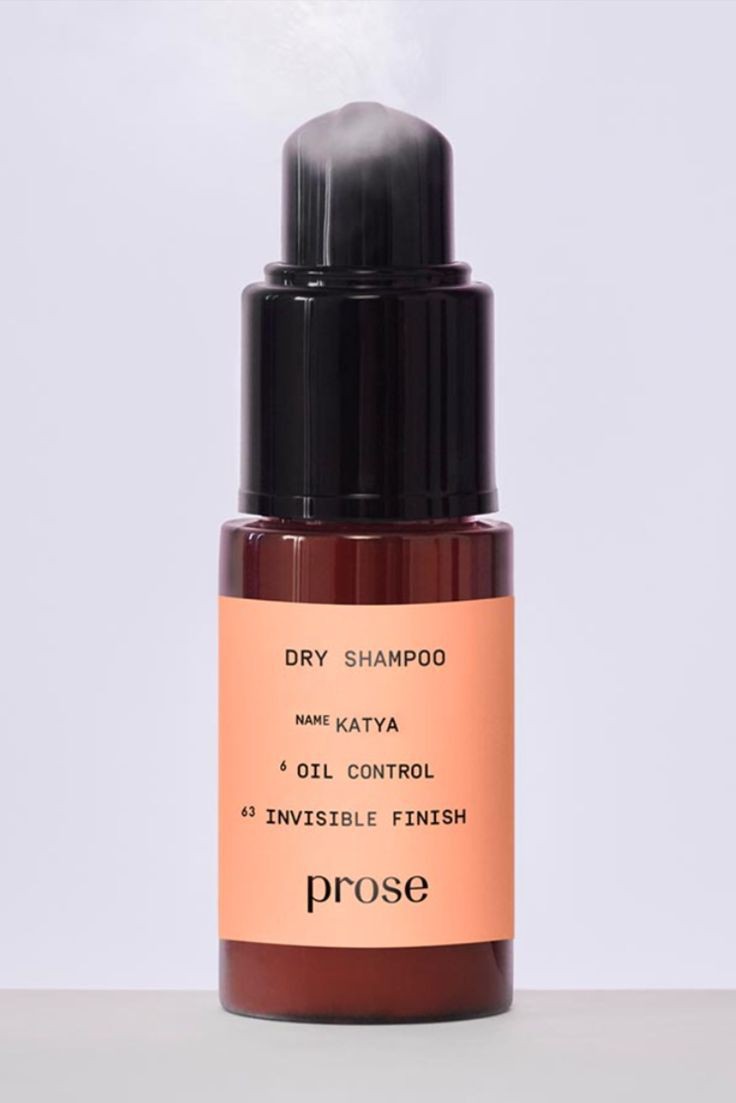 DRY SHAMPOO
NAME KATYA
6 OIL CONTROL
63 INVISIBLE FINISH
prose